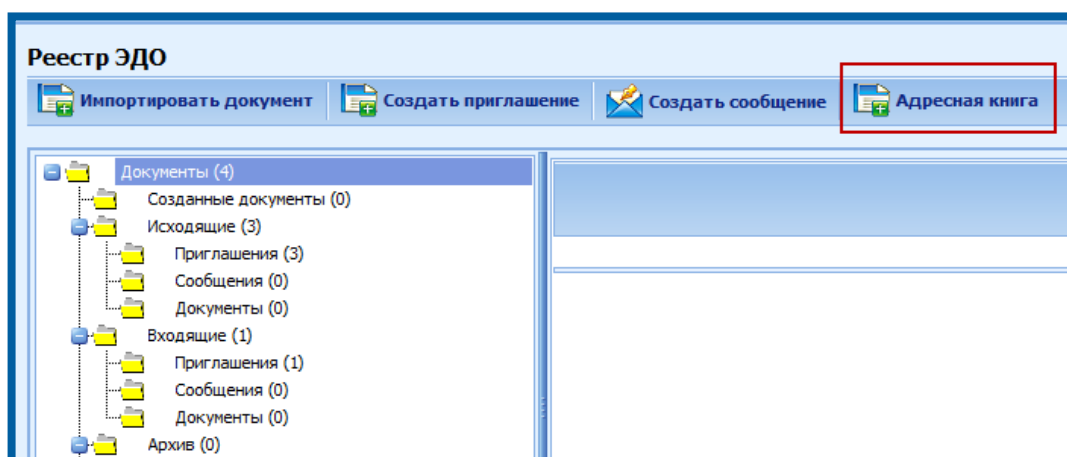 Реестр ЭДО
Импортировать документ Создать приглашение Создать сообщение Адресная книга
Документы (4)
Созданные документы (0)
Исходящие (3)
Приглашения (3)
Сообщения (0)
Документы (0)
Входящие (1)
Приглашения (1)
Сообщения (0)
Документы (0)
Архив (0)